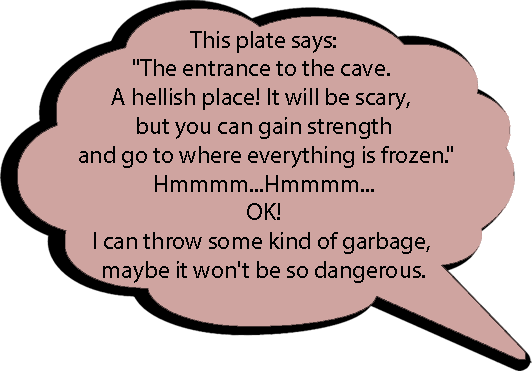 This plate says:
"The entrance to the cave.
A hellish place! It will be scary,
but you can gain strength
and go to where everything is frozen."
Hmmmm...Hmmmm...
OK!
I can throw some kind of garbage,
maybe it won't be so dangerous.